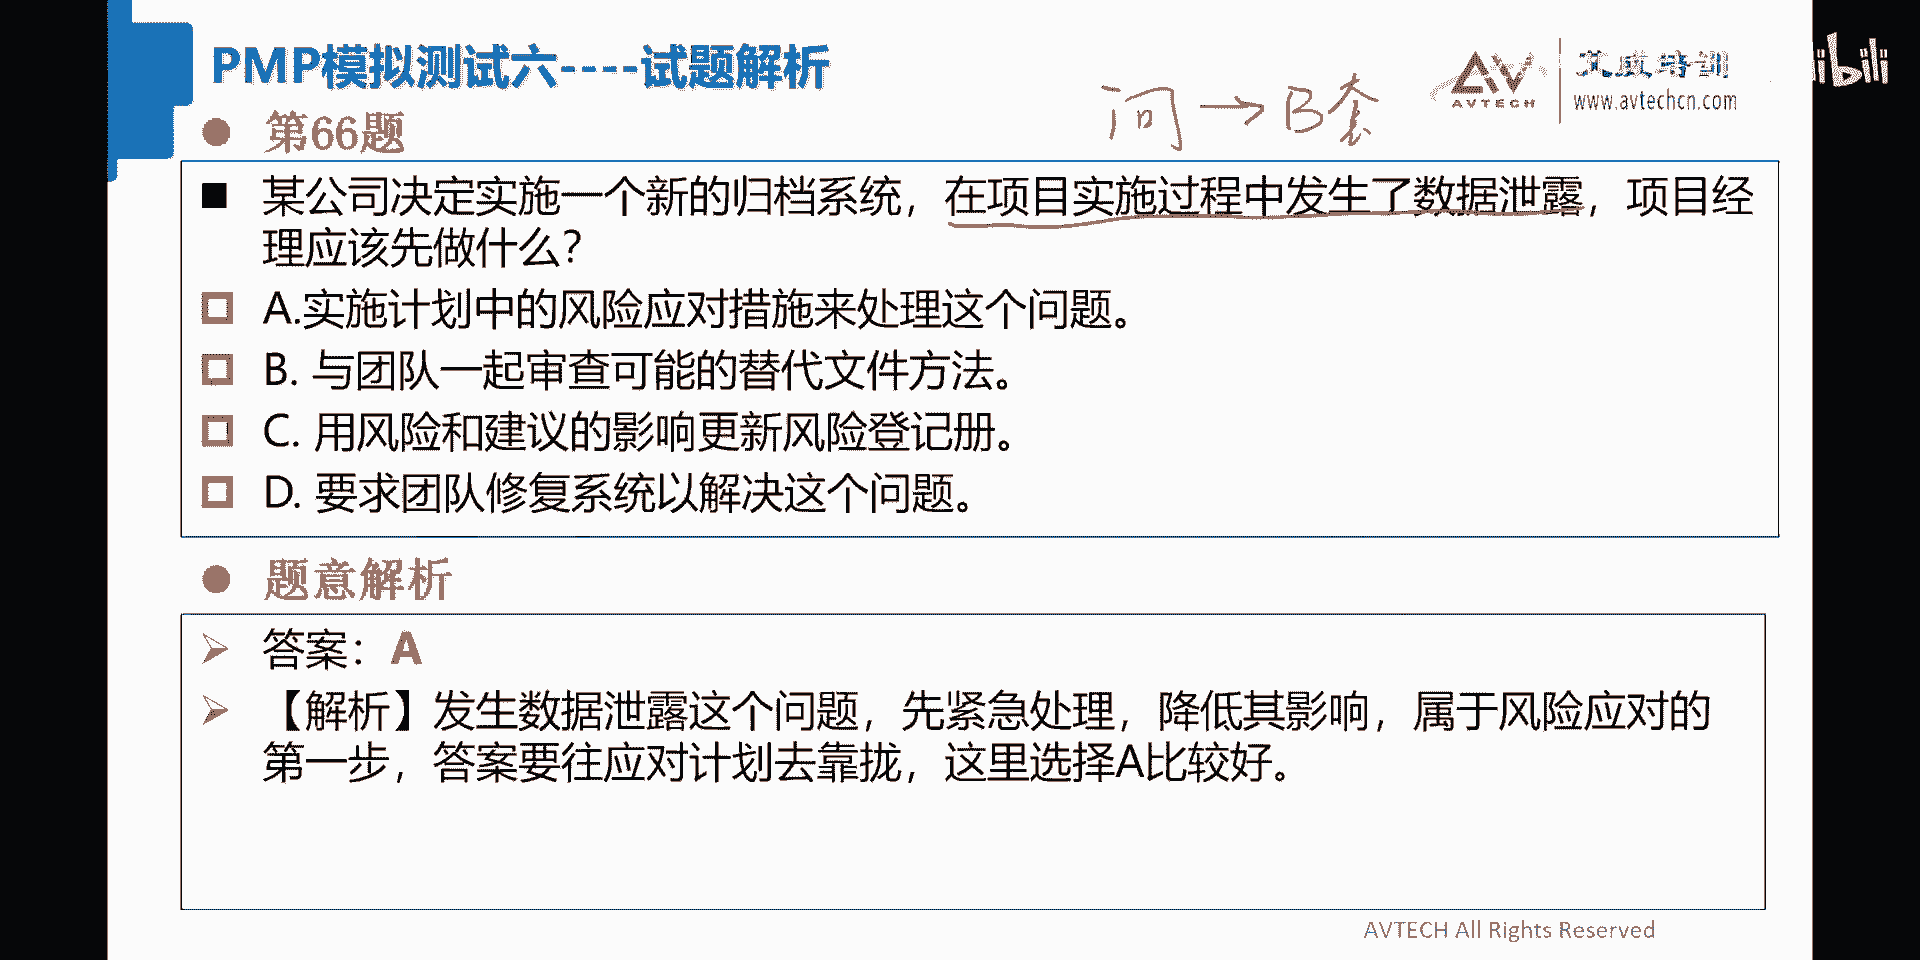 PMP模拟测试六----试题解析
问→B套
AVTECH
艾威培训
www.avtechcn.com
bili
第66题
某公司决定实施一个新的归档系统，在项目实施过程中发生了数据泄露，项目经
理应该先做什么？
A.实施计划中的风险应对措施来处理这个问题。
B. 与团队一起审查可能的替代文件方法。
C. 用风险和建议的影响更新风险登记册。
D. 要求团队修复系统以解决这个问题。
题意解析
答案：A
【解析】发生数据泄露这个问题，先紧急处理，降低其影响，属于风险应对的
第一步，答案要往应对计划去靠拢，这里选择A比较好。
AVTECH All Rights Reserved